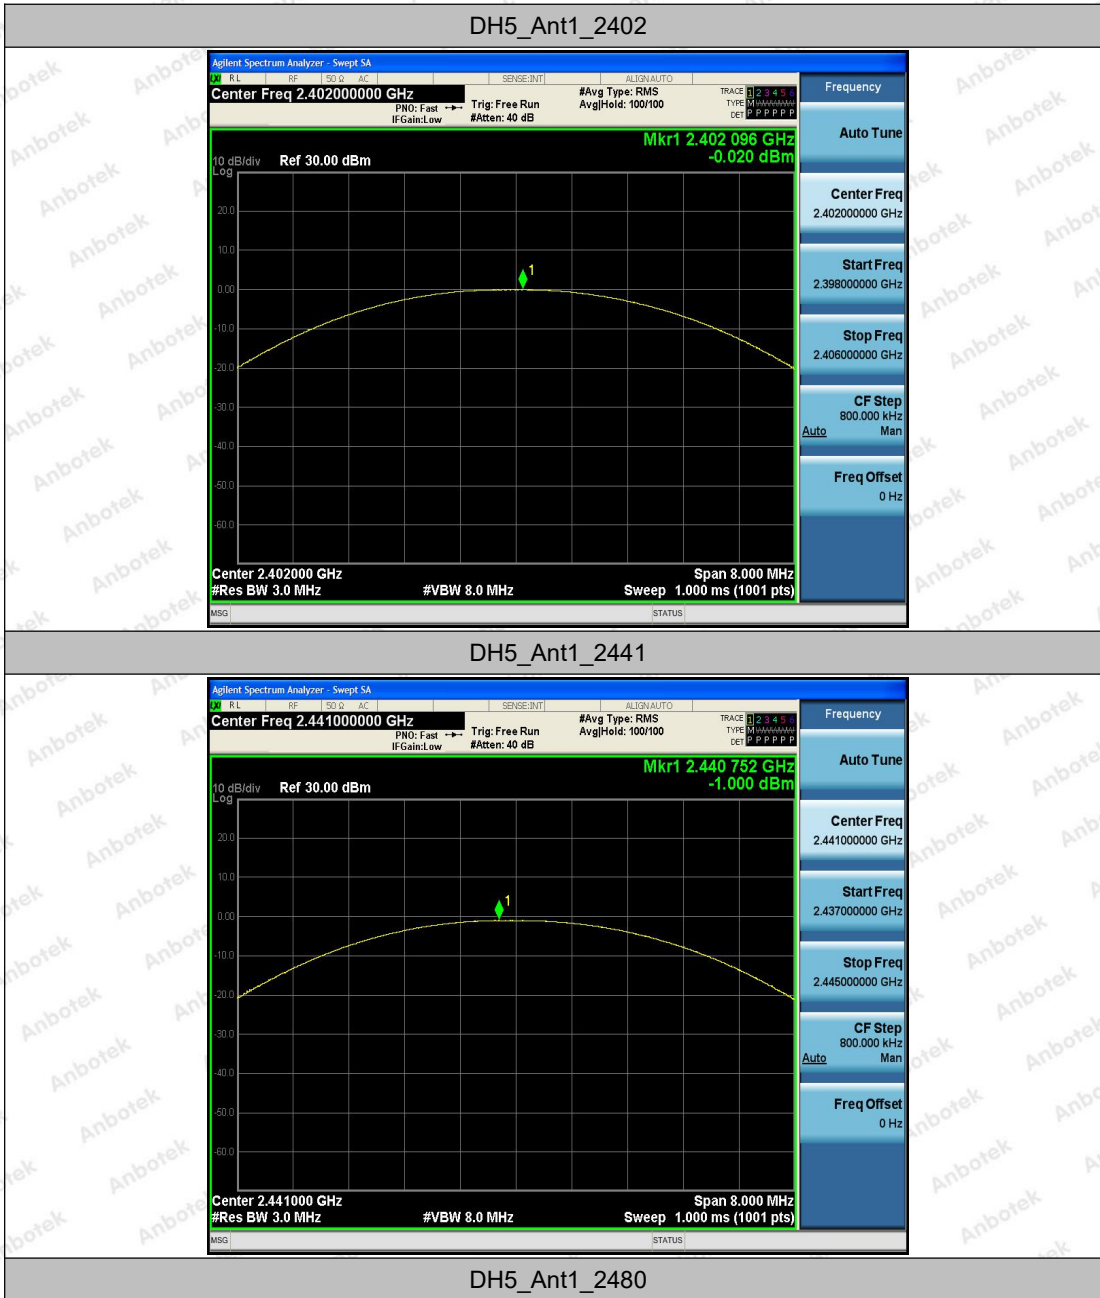 DH5_Ant1_2402
Agilent Spectrum Analyzer - Swept SA
LXI RL RF 50 Ω AC SENSE:INT ALIGN AUTO
Center Freq 2.402000000 GHz
PNO: Fast
IFGain:Low
Trig: Free Run
#Atten: 40 dB
#Avg Type: RMS
Avg|Hold: 100/100
TRACE 1 2 3 4 5 6
TYPE M WWWWW
DET P P P P P P
Mkr1 2.402 096 GHz
-0.020 dBm
10 dB/div Ref 30.00 dBm
Log
20.0
10.0
0.00
-10.0
-20.0
-30.0
-40.0
-50.0
-60.0
1
Center 2.402000 GHz Span 8.000 MHz
#Res BW 3.0 MHz #VBW 8.0 MHz Sweep 1.000 ms (1001 pts)
MSG STATUS
Frequency
Auto Tune
Center Freq
2.402000000 GHz
Start Freq
2.398000000 GHz
Stop Freq
2.406000000 GHz
CF Step
800.000 kHz
Auto Man
Freq Offset
0 Hz
DH5_Ant1_2441
Agilent Spectrum Analyzer - Swept SA
LXI RL RF 50 Ω AC SENSE:INT ALIGN AUTO
Center Freq 2.441000000 GHz
PNO: Fast
IFGain:Low
Trig: Free Run
#Atten: 40 dB
#Avg Type: RMS
Avg|Hold: 100/100
TRACE 1 2 3 4 5 6
TYPE M WWWWW
DET P P P P P P
Mkr1 2.440 752 GHz
-1.000 dBm
10 dB/div Ref 30.00 dBm
Log
20.0
10.0
0.00
-10.0
-20.0
-30.0
-40.0
-50.0
-60.0
1
Center 2.441000 GHz Span 8.000 MHz
#Res BW 3.0 MHz #VBW 8.0 MHz Sweep 1.000 ms (1001 pts)
MSG STATUS
Frequency
Auto Tune
Center Freq
2.441000000 GHz
Start Freq
2.437000000 GHz
Stop Freq
2.445000000 GHz
CF Step
800.000 kHz
Auto Man
Freq Offset
0 Hz
DH5_Ant1_2480
Anbotek